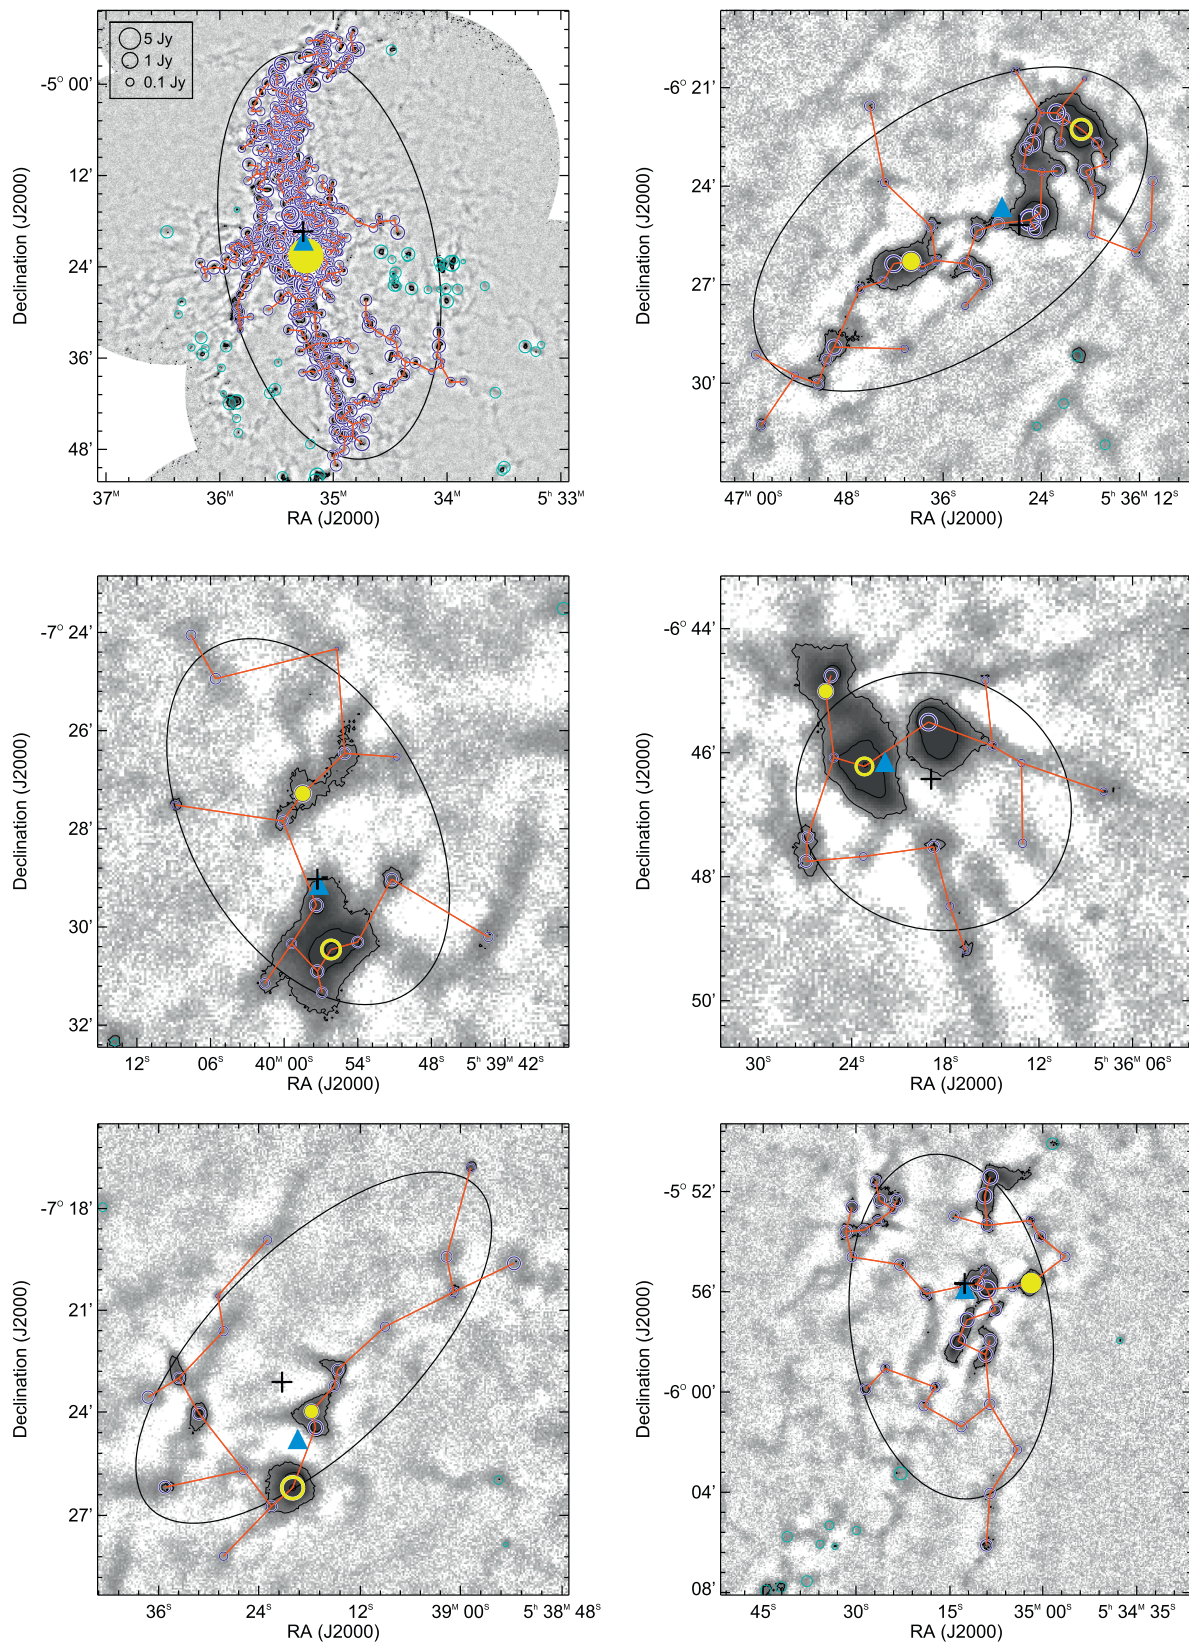 5 Jy
1 Jy
0.1 Jy
Declination (J2000)
-5° 00’
12’
24’
36’
48’
37ᴹ
36ᴹ
35ᴹ
34ᴹ
5ʰ 33ᴹ
RA (J2000)
Declination (J2000)
-6° 21’
24’
27’
30’
47ᴹ 00ˢ
48ˢ
36ˢ
24ˢ
5ʰ 36ᴹ 12ˢ
RA (J2000)
Declination (J2000)
-7° 24’
26’
28’
30’
32’
12ˢ
06ˢ
40ᴹ 00ˢ
54ˢ
48ˢ
5ʰ 39ᴹ 42ˢ
RA (J2000)
Declination (J2000)
-6° 44’
46’
48’
50’
30ˢ
24ˢ
18ˢ
12ˢ
5ʰ 36ᴹ 06ˢ
RA (J2000)
Declination (J2000)
-7° 18’
21’
24’
27’
36ˢ
24ˢ
12ˢ
39ᴹ 00ˢ
5ʰ 38ᴹ 48ˢ
RA (J2000)
Declination (J2000)
-5° 52’
56’
-6° 00’
04’
08’
45ˢ
30ˢ
15ˢ
35ᴹ 00ˢ
5ʰ 34ᴹ 35ˢ
RA (J2000)